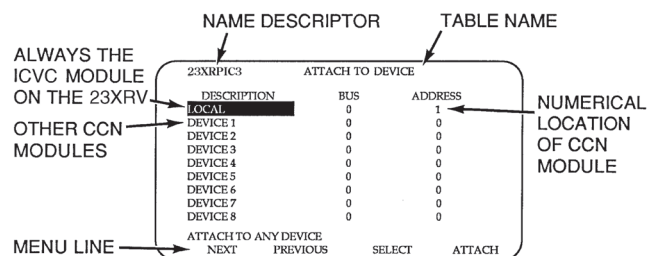 NAME DESCRIPTOR
TABLE NAME
ALWAYS THE
ICVC MODULE
ON THE 23XRV
OTHER CCN
MODULES
MENU LINE
23XRPIC3 ATTACH TO DEVICE
DESCRIPTION BUS ADDRESS
LOCAL 0 1
DEVICE 1 0 0
DEVICE 2 0 0
DEVICE 3 0 0
DEVICE 4 0 0
DEVICE 5 0 0
DEVICE 6 0 0
DEVICE 7 0 0
DEVICE 8 0 0
ATTACH TO ANY DEVICE
NEXT PREVIOUS SELECT ATTACH
NUMERICAL
LOCATION
OF CCN
MODULE